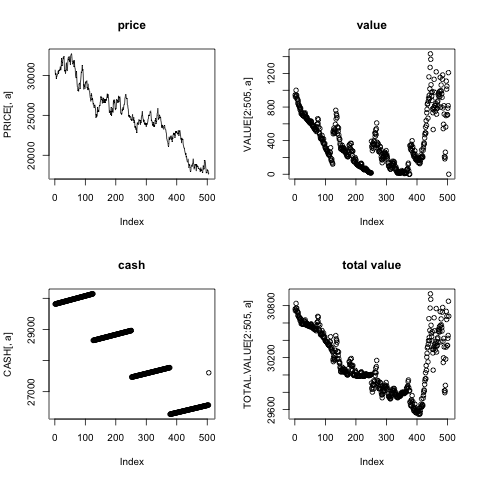 price
PRICE[, a]
20000 25000 30000
0 100 200 300 400 500
Index
value
VALUE[2:505, a]
0 400 800 1200
0 100 200 300 400 500
Index
cash
CASH[, a]
27000 29000
0 100 200 300 400 500
Index
total value
TOTAL.VALUE[2:505, a]
29600 30200 30800
0 100 200 300 400 500
Index